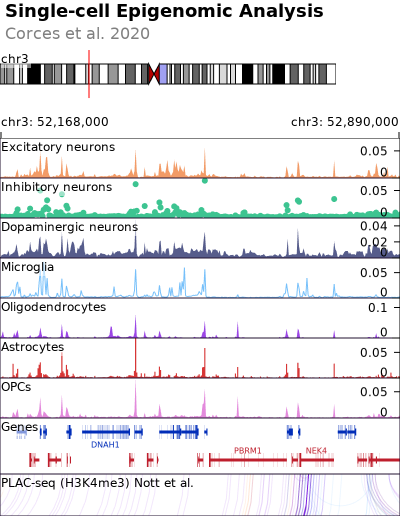 Single-cell Epigenomic Analysis
Corces et al. 2020
chr3
chr3: 52,168,000
chr3: 52,890,000
Excitatory neurons
0.05
0
Inhibitory neurons
0.05
0
Dopaminergic neurons
0.04
0.02
0
Microglia
0.05
0
Oligodendrocytes
0.1
0
Astrocytes
0.05
0
OPCs
0.05
0
Genes
DNAH1
PBRM1
NEK4
PLAC-seq (H3K4me3) Nott et al.